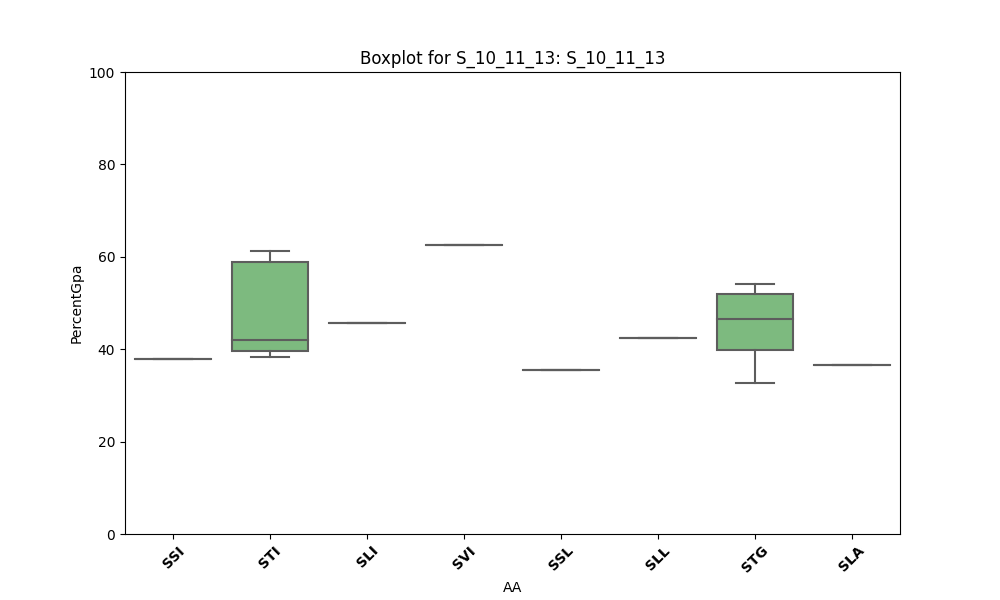 Boxplot for S_10_11_13: S_10_11_13
100
80
60
40
20
0
PercentGpa
SSI
STI
SLI
SVI
SSL
SLL
STG
SLA
AA